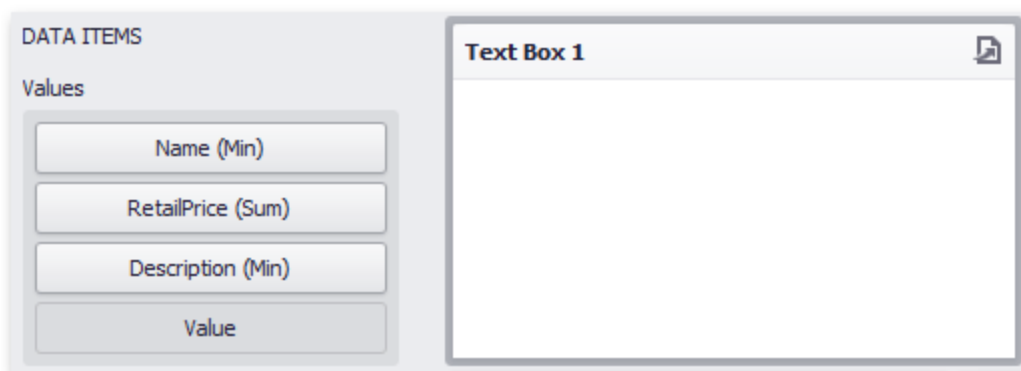 DATA ITEMS
Values
Name (Min)
RetailPrice (Sum)
Description (Min)
Value
Text Box 1